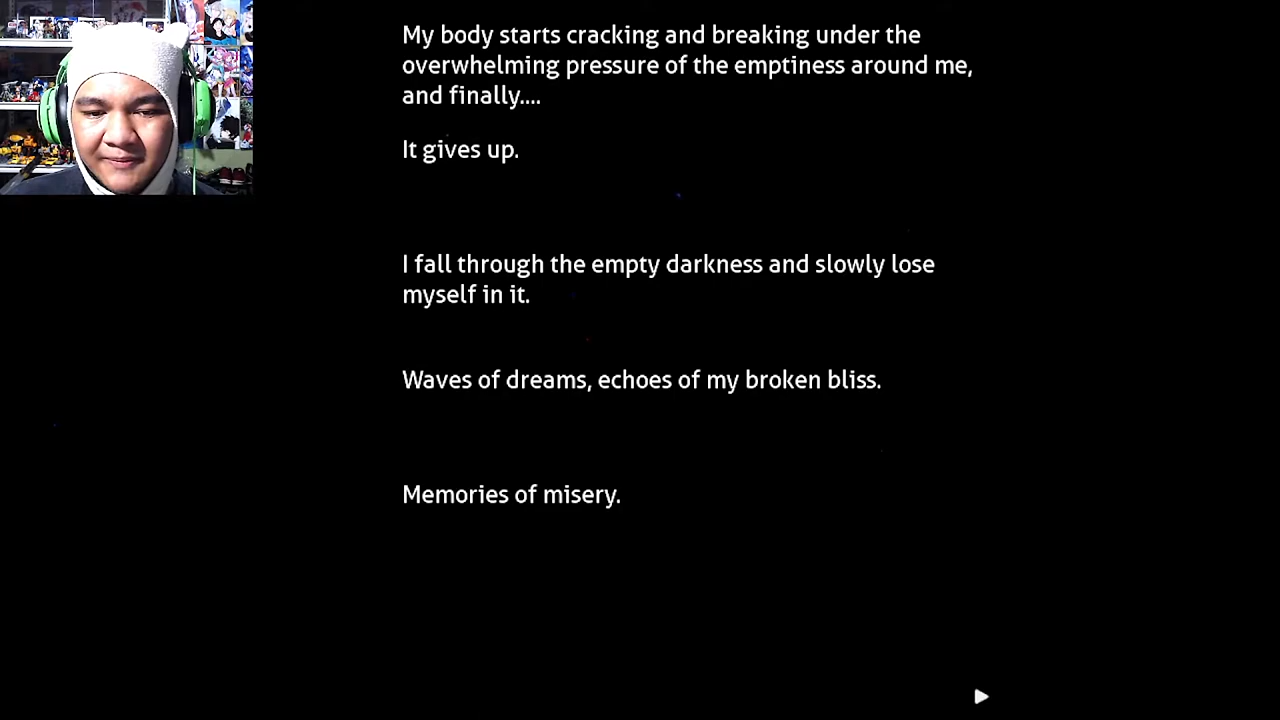 My body starts cracking and breaking under the
overwhelming pressure of the emptiness around me,
and finally....
It gives up.
I fall through the empty darkness and slowly lose
myself in it.
Waves of dreams, echoes of my broken bliss.
Memories of misery.